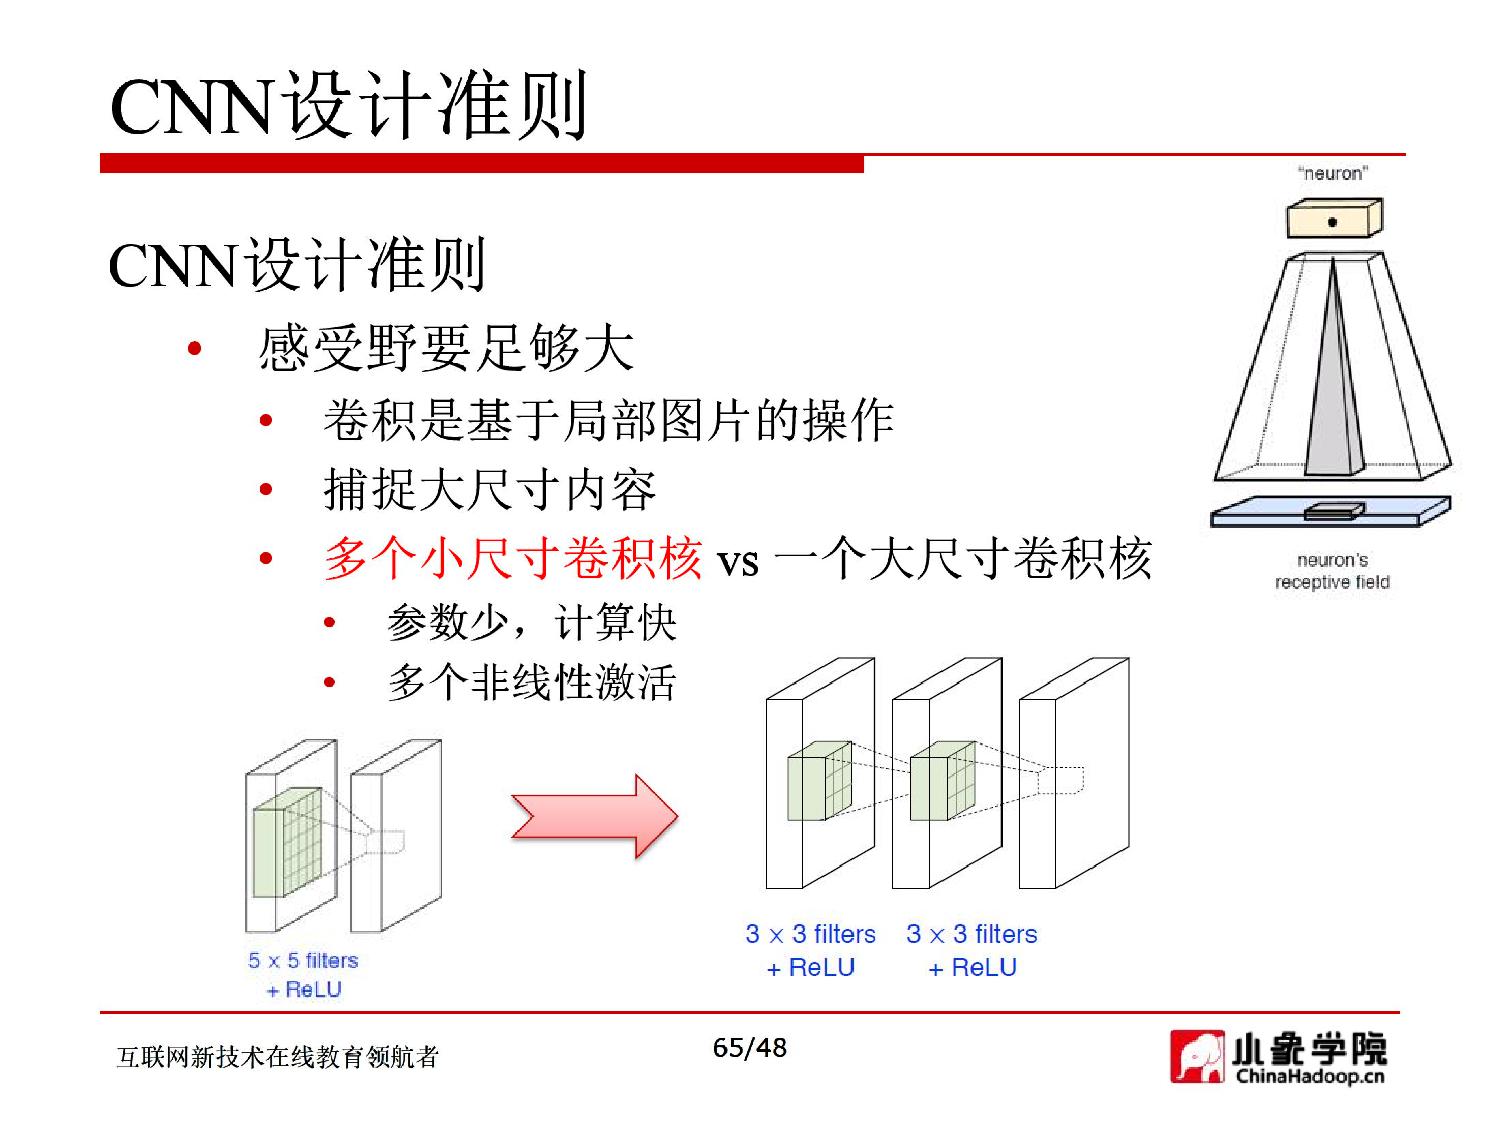 CNN设计准则
"neuron"
CNN设计准则
• 感受野要足够大
• 卷积是基于局部图片的操作
• 捕捉大尺寸内容
• 多个小尺寸卷积核 vs 一个大尺寸卷积核
neuron's
receptive field
• 参数少，计算快
• 多个非线性激活
5 x 5 filters
+ ReLU
3 x 3 filters
+ ReLU
3 x 3 filters
+ ReLU
互联网新技术在线教育领航者
65/48
小象学院
ChinaHadoop.cn